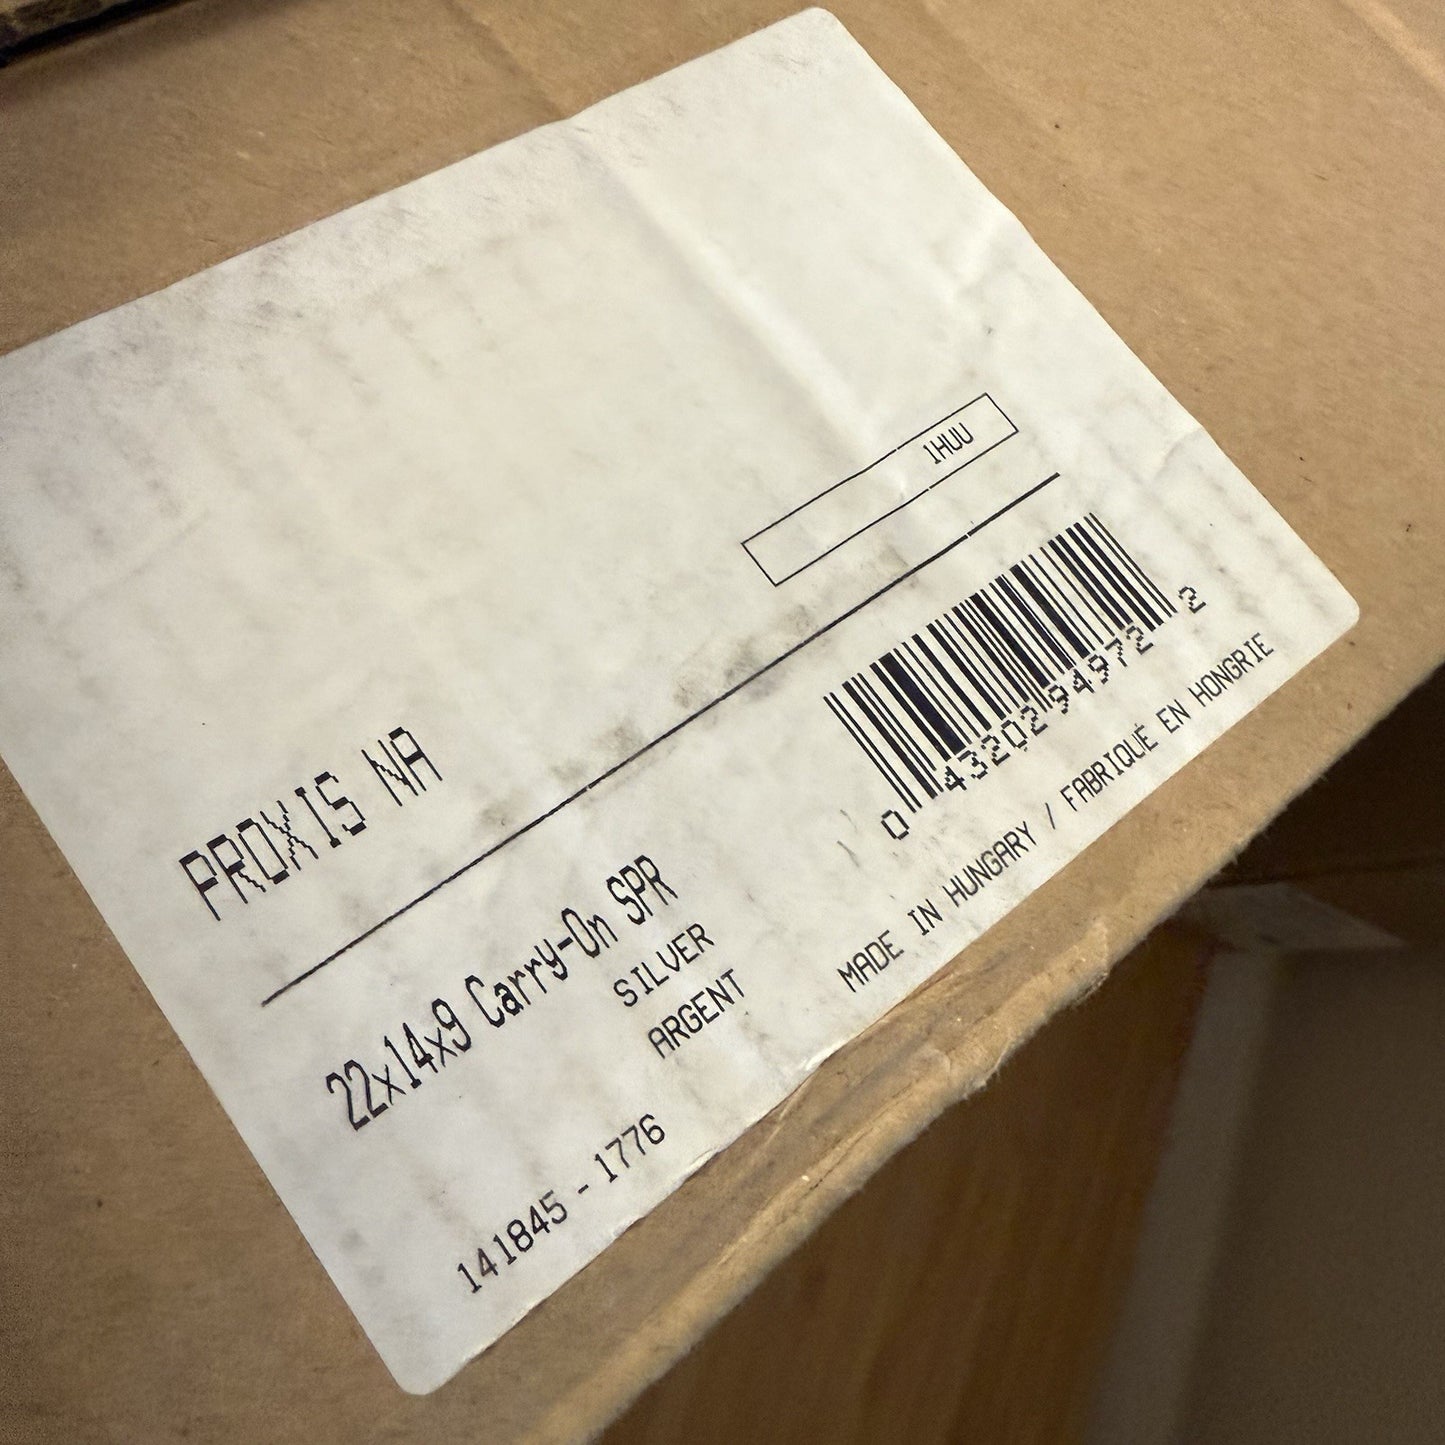 1HUU
PROXIS NA
22x14x9 Carry-On SPR
SILVER
ARGENT
141845 - 1776
0 43202 94972 2
MADE IN HUNGARY / FABRIQUÉ EN HONGRIE